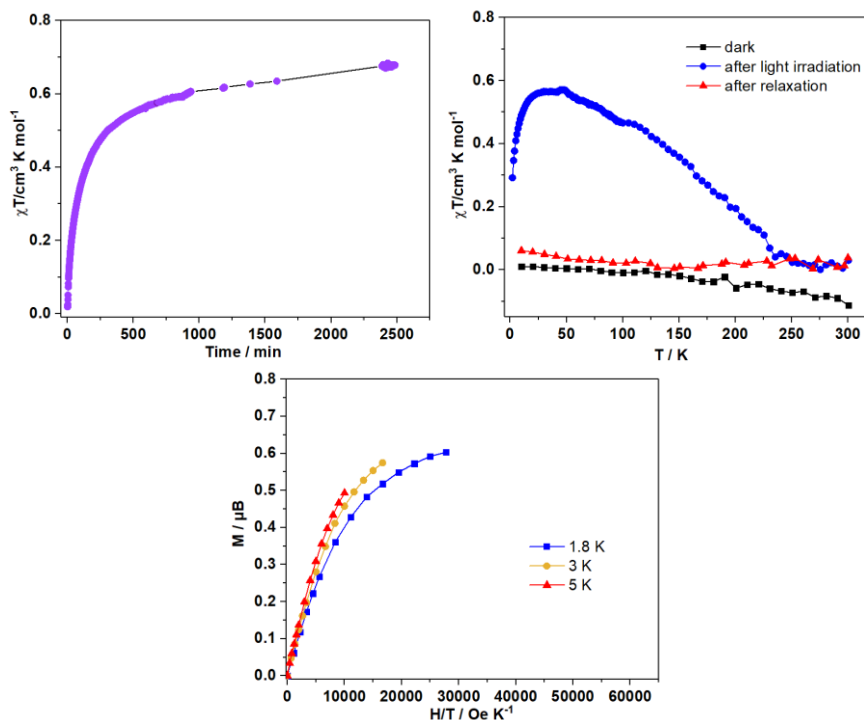 0.8
0.6
0.4
0.2
0.0
χT/cm³ K mol⁻¹
0 500 1000 1500 2000 2500
Time / min
0.8
0.6
0.4
0.2
0.0
χT/cm³ K mol⁻¹
dark
after light irradiation
after relaxation
0 50 100 150 200 250 300
T / K
0.8
0.7
0.6
0.5
0.4
0.3
0.2
0.1
0.0
M / µB
1.8 K
3 K
5 K
0 10000 20000 30000 40000 50000 60000
H/T / Oe K⁻¹